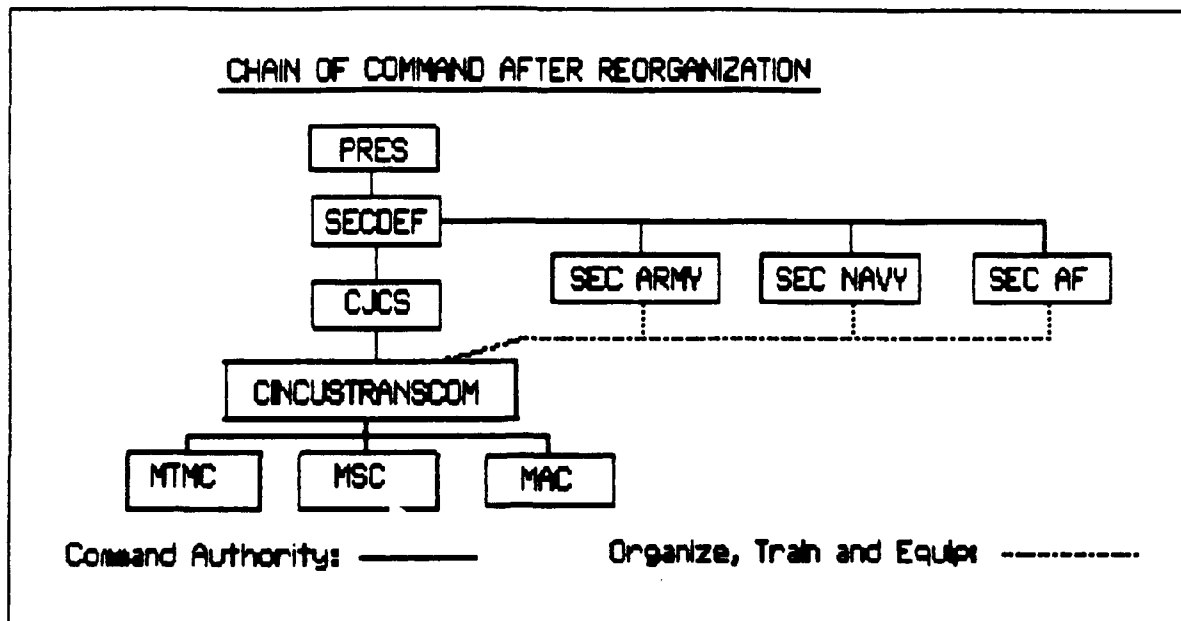 CHAIN OF COMMAND AFTER REORGANIZATION
PRES
SECDEF
SEC ARMY
SEC NAVY
SEC AF
CJCS
CINCUSTRANSCOM
MTMC
MSC
MAC
Command Authority:
Organize, Train and Equip: